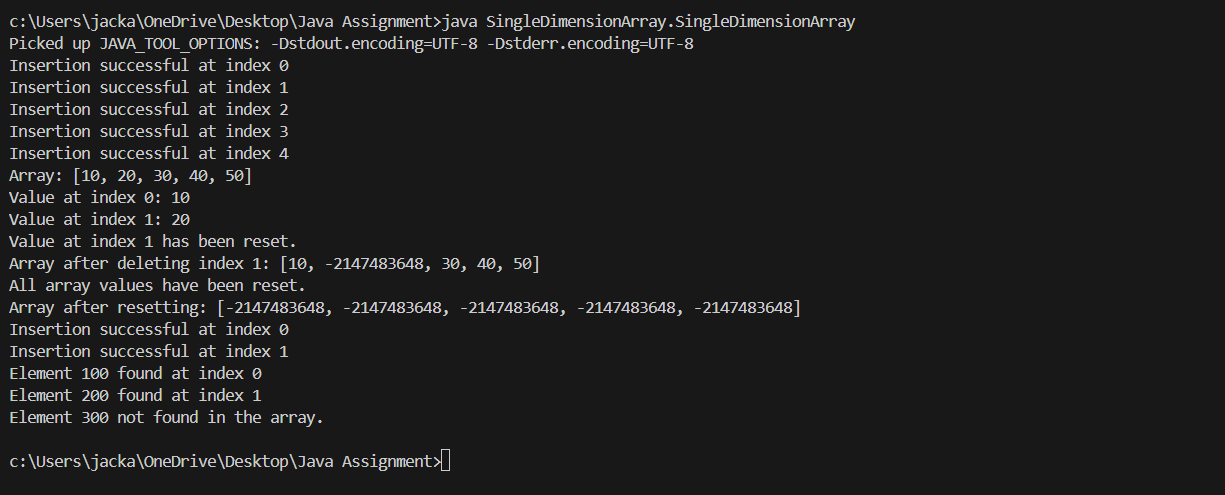 c:\Users\jacka\OneDrive\Desktop\Java Assignment>java SingleDimensionArray.SingleDimensionArray
Picked up JAVA_TOOL_OPTIONS: -Dstdout.encoding=UTF-8 -Dstderr.encoding=UTF-8
Insertion successful at index 0
Insertion successful at index 1
Insertion successful at index 2
Insertion successful at index 3
Insertion successful at index 4
Array: [10, 20, 30, 40, 50]
Value at index 0: 10
Value at index 1: 20
Value at index 1 has been reset.
Array after deleting index 1: [10, -2147483648, 30, 40, 50]
All array values have been reset.
Array after resetting: [-2147483648, -2147483648, -2147483648, -2147483648, -2147483648]
Insertion successful at index 0
Insertion successful at index 1
Element 100 found at index 0
Element 200 found at index 1
Element 300 not found in the array.
c:\Users\jacka\OneDrive\Desktop\Java Assignment>